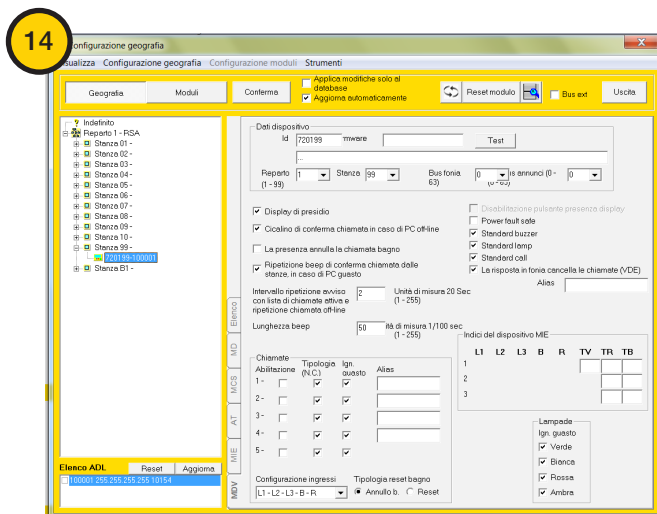 14
onfigurazione geografia
sualizza Configurazione geografia Configurazione moduli Strumenti
Geografia
Moduli
Conferma
Applica modifiche solo al database
Aggiorna automaticamente
Reset modulo
Bus ext
Uscita
? Indefinito
Reparto 1 - RSA
Stanza 01 -
Stanza 02 -
Stanza 03 -
Stanza 04 -
Stanza 05 -
Stanza 06 -
Stanza 07 -
Stanza 08 -
Stanza 09 -
Stanza 10 -
Stanza 99 -
720199-100001
Stanza B1 -
Elenco ADL
Reset
Aggiorna
100001 255.255.255.255 10154
Elenco
MD
MCS
AT
MIE
MDV
Dati dispositivo
Id 720199 mware
Test
...
Reparto (1 - 99) 1
Stanza 99
Bus fonia 63) 0
s annunci (0 - 63) 0
Display di presidio
Cicalino di conferma chiamata in caso di PC off-line
La presenza annulla la chiamata bagno
Ripetizione beep di conferma chiamata dalle stanze, in caso di PC guasto
Disabilitazione pulsante presenza display
Power fault safe
Standard buzzer
Standard lamp
Standard call
La risposta in fonia cancella le chiamate (VDE)
Alias
Intervallo ripetizione avviso con lista di chiamate attiva e ripetizione chiamata off-line
2
Unità di misura 20 Sec (1 - 255)
Lunghezza beep
50
ità di misura 1/100 sec (1 - 255)
Indici del dispositivo MIE
L1 L2 L3 B R TV TR TB
1
2
3
Chiamate
Abilitazione
Tipologia (N.C.)
Ign. guasto
Alias
1 -
2 -
3 -
4 -
5 -
Configurazione ingressi
L1 - L2 - L3 - B - R
Tipologia reset bagno
Annullo b.
Reset
Lampade
Ign. guasto
Verde
Bianca
Rossa
Ambra